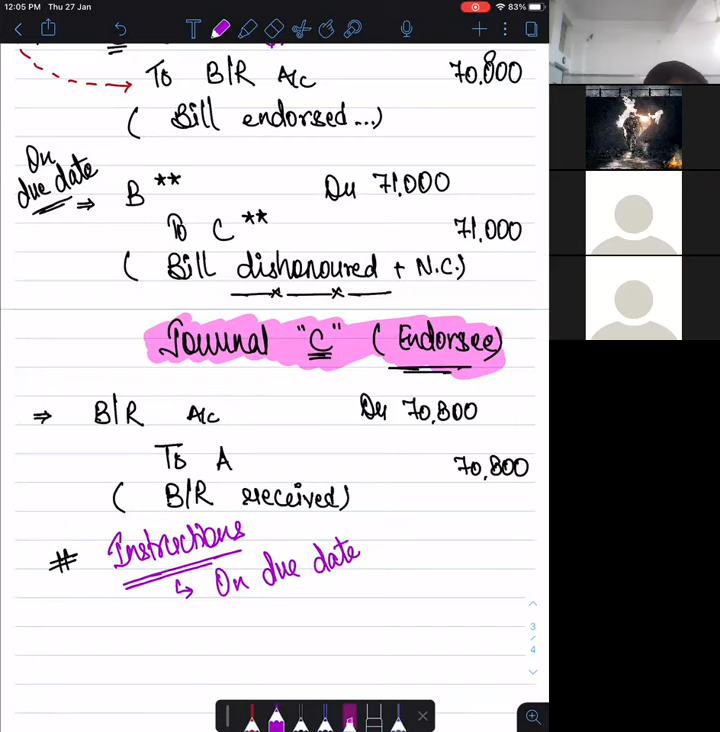 12:05 PM Thu 27 Jan
83%
To B/R A/c 70,800
( Bill endorsed...)
On due date ⇒ B ** Dr 71,000
To C ** 71,000
( Bill dishonoured + N.C.)
Journal "C" ( Endorsee)
⇒ B/R A/c Dr 70,800
To A 70,800
( B/R received)
# Instructions
↳ On due date
3
/
4